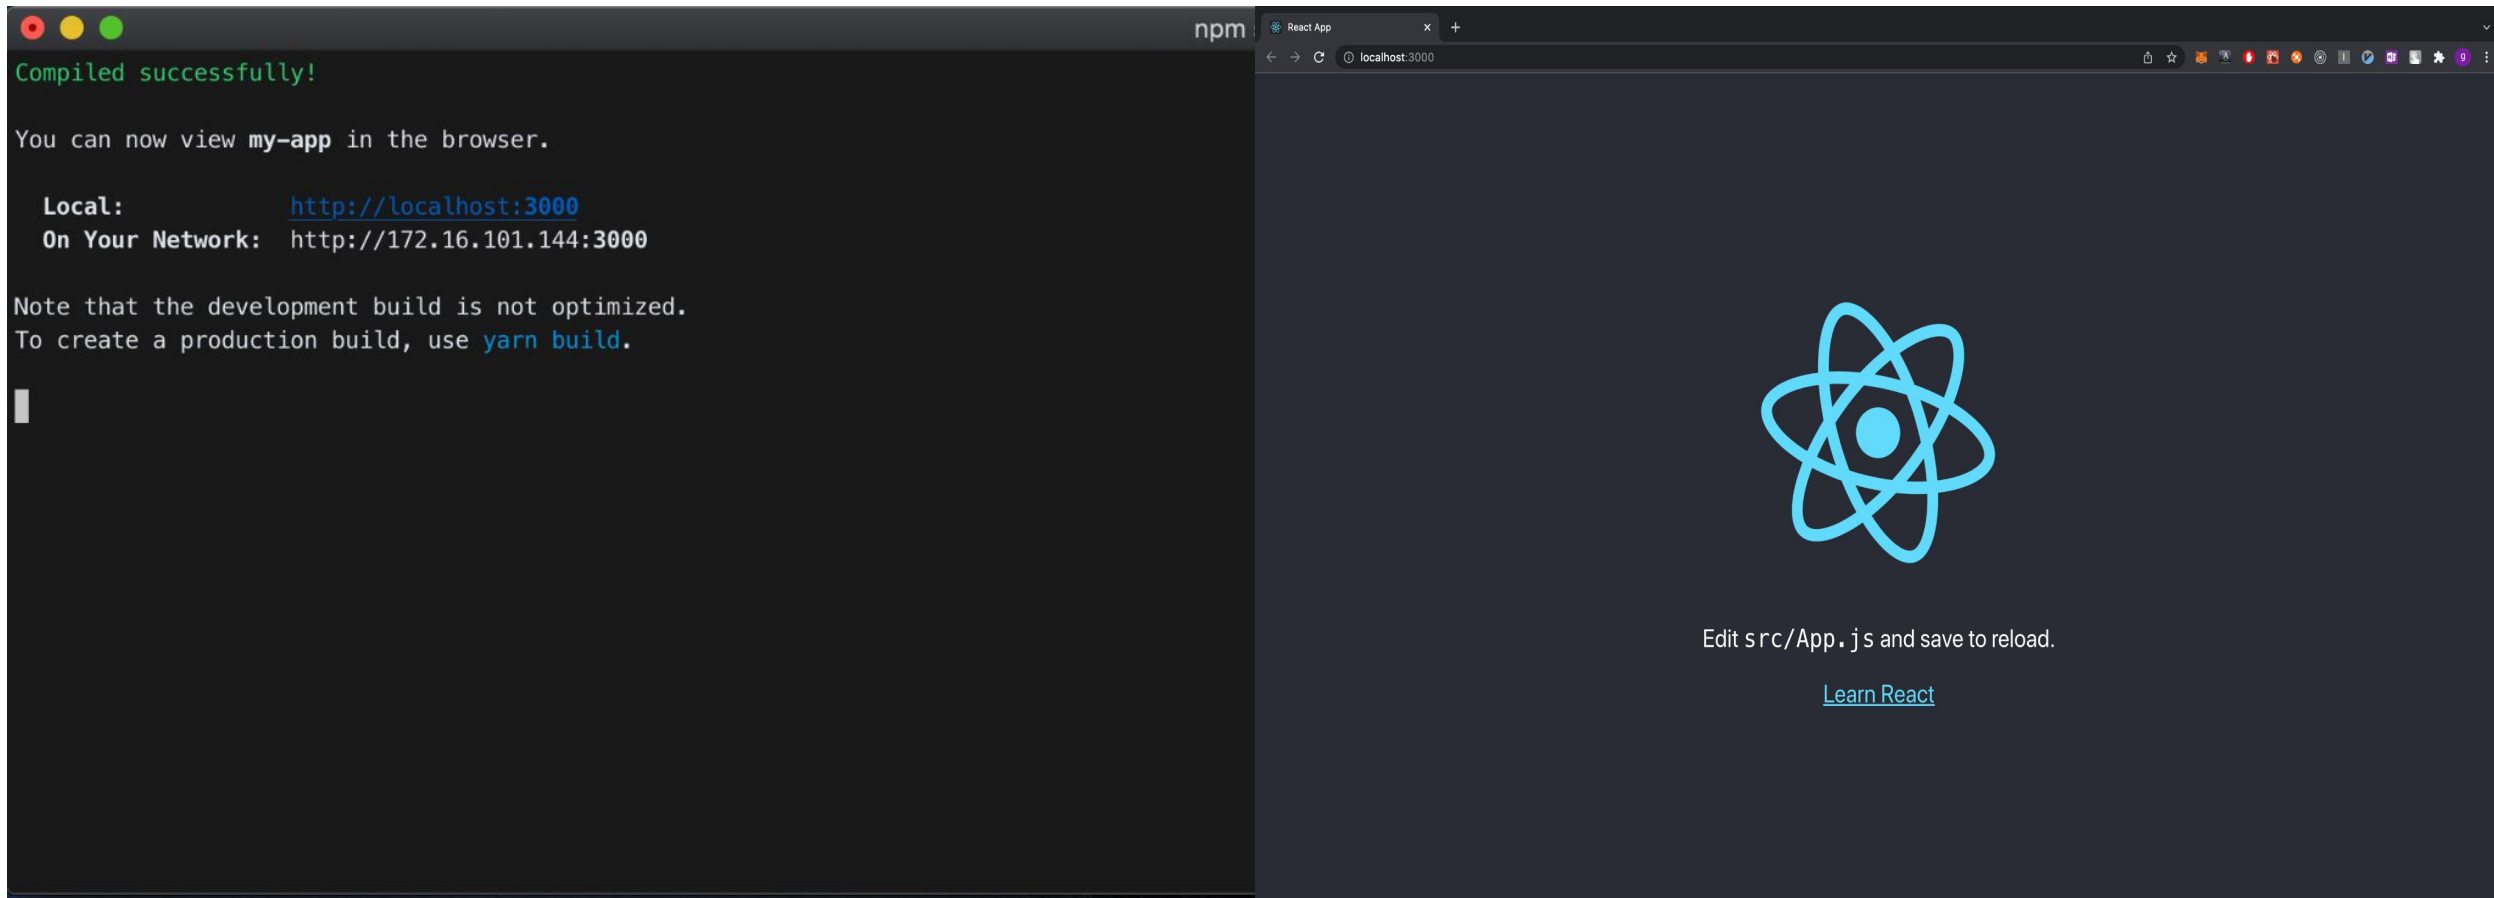 npm
Compiled successfully!
You can now view my-app in the browser.
Local: http://localhost:3000
On Your Network: http://172.16.101.144:3000
Note that the development build is not optimized.
To create a production build, use yarn build.
React App
localhost:3000
Edit src/App.js and save to reload.
Learn React